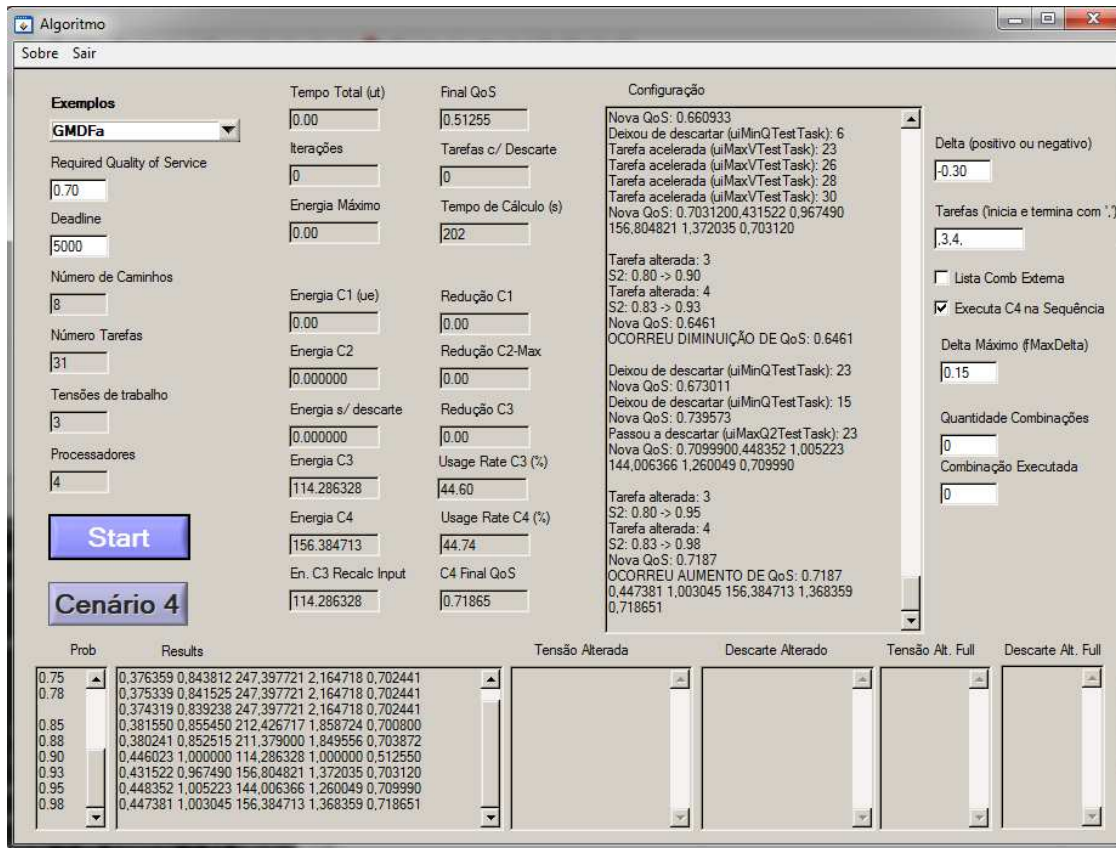 Algoritmo
Sobre Sair
Exemplos
GMDFa
Required Quality of Service
0.70
Deadline
5000
Número de Caminhos
8
Número Tarefas
31
Tensões de trabalho
3
Processadores
4
Start
Cenário 4
Tempo Total (ut)
0.00
Iterações
0
Energia Máximo
0.00
Energia C1 (ue)
0.00
Energia C2
0.000000
Energia s/ descarte
0.000000
Energia C3
114.286328
Energia C4
156.384713
En. C3 Recalc Input
114.286328
Final QoS
0.51255
Tarefas c/ Descarte
0
Tempo de Cálculo (s)
202
Redução C1
0.00
Redução C2-Max
0.00
Redução C3
0.00
Usage Rate C3 (%)
44.60
Usage Rate C4 (%)
44.74
C4 Final QoS
0.71865
Configuração
Nova QoS: 0.660933
Deixou de descartar (uiMinQTestTask): 6
Tarefa acelerada (uiMaxVTestTask): 23
Tarefa acelerada (uiMaxVTestTask): 26
Tarefa acelerada (uiMaxVTestTask): 28
Tarefa acelerada (uiMaxVTestTask): 30
Nova QoS: 0.7031200,431522 0,967490
156,804821 1,372035 0,703120
Tarefa alterada: 3
S2: 0.80 -> 0.90
Tarefa alterada: 4
S2: 0.83 -> 0.93
Nova QoS: 0.6461
OCORREU DIMINUIÇÃO DE QoS: 0.6461
Deixou de descartar (uiMinQTestTask): 23
Nova QoS: 0.673011
Deixou de descartar (uiMinQTestTask): 15
Nova QoS: 0.739573
Passou a descartar (uiMaxQ2TestTask): 23
Nova QoS: 0.7099900,448352 1,005223
144,006366 1,260049 0,709990
Tarefa alterada: 3
S2: 0.80 -> 0.95
Tarefa alterada: 4
S2: 0.83 -> 0.98
Nova QoS: 0.7187
OCORREU AUMENTO DE QoS: 0.7187
0,447381 1,003045 156,384713 1,368359
0,718651
Delta (positivo ou negativo)
-0.30
Tarefas ('inicia e termina com ',')
,3,4,
Lista Comb Externa
Executa C4 na Sequência
Delta Máximo (fMaxDelta)
0.15
Quantidade Combinações
0
Combinação Executada
0
Prob
0.75
0.78
0.85
0.88
0.90
0.93
0.95
0.98
Results
0,376359 0,843812 247,397721 2,164718 0,702441
0,375339 0,841525 247,397721 2,164718 0,702441
0,374319 0,839238 247,397721 2,164718 0,702441
0,381550 0,855450 212,426717 1,858724 0,700800
0,380241 0,852515 211,379000 1,849556 0,703872
0,446023 1,000000 114,286328 1,000000 0,512550
0,431522 0,967490 156,804821 1,372035 0,703120
0,448352 1,005223 144,006366 1,260049 0,709990
0,447381 1,003045 156,384713 1,368359 0,718651
Tensão Alterada
Descarte Alterado
Tensão Alt. Full
Descarte Alt. Full